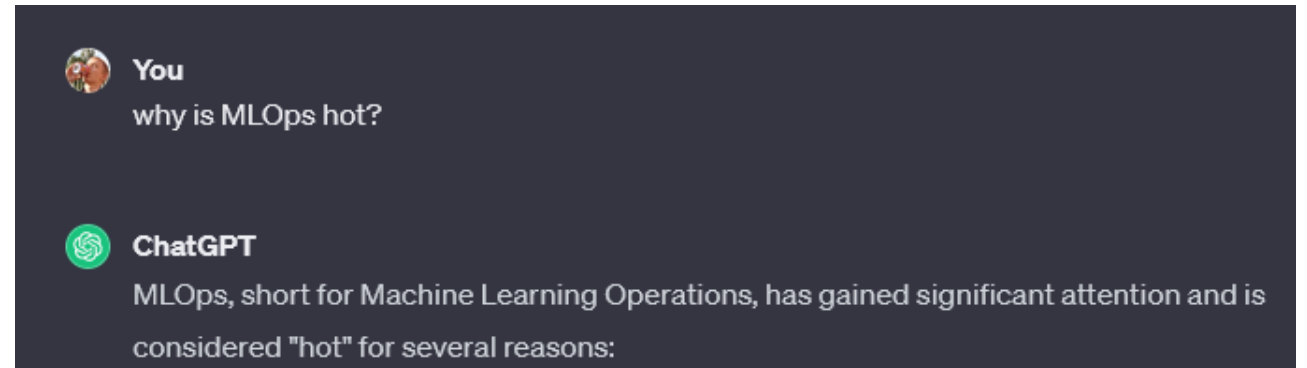 You
why is MLOps hot?
ChatGPT
MLOps, short for Machine Learning Operations, has gained significant attention and is
considered "hot" for several reasons: